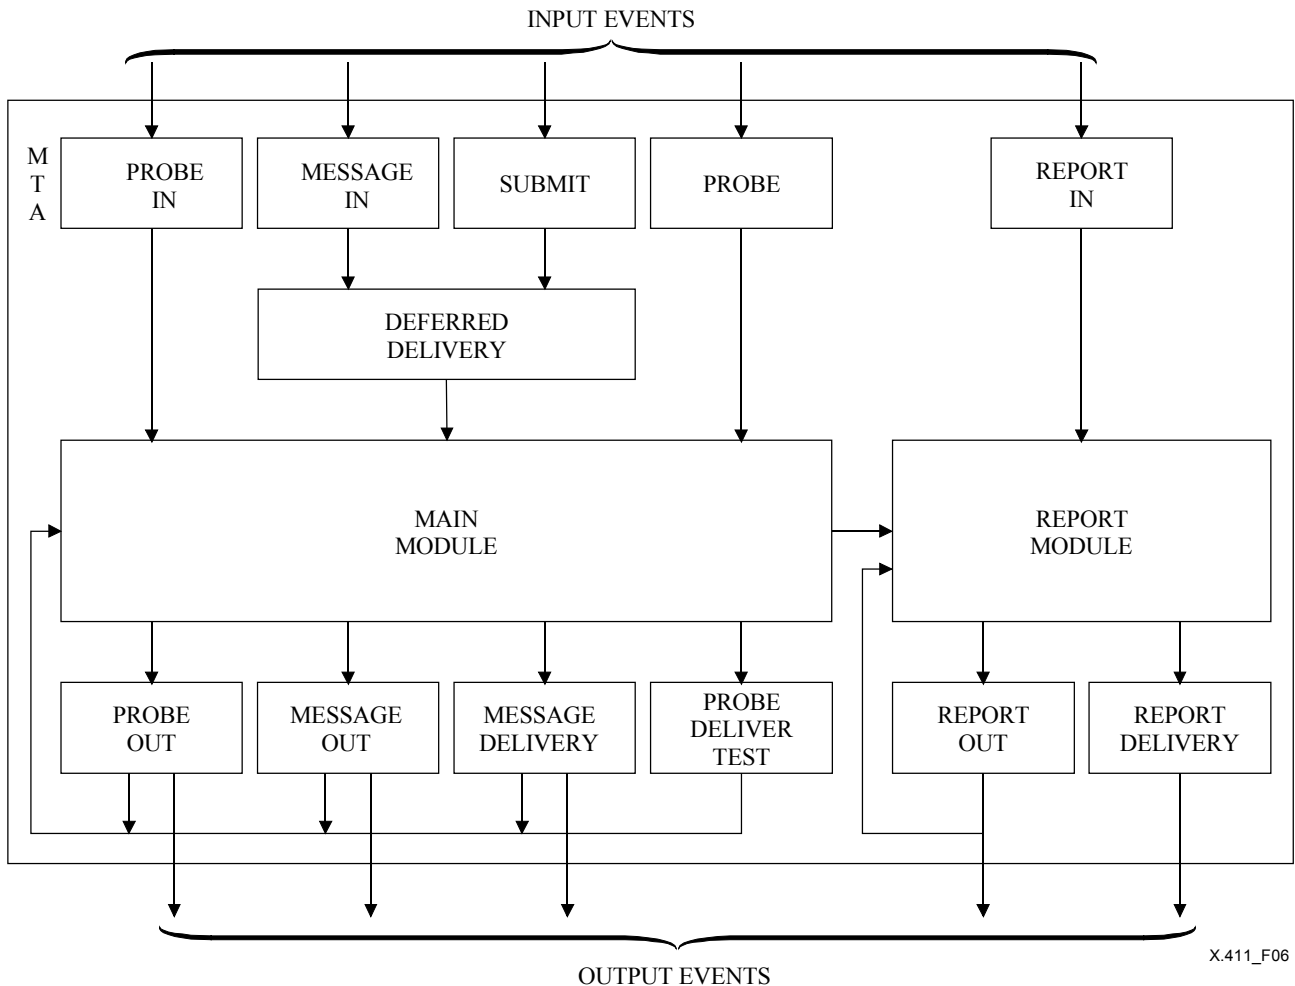 INPUT EVENTS
M
T
A
PROBE
IN
MESSAGE
IN
SUBMIT
PROBE
REPORT
IN
DEFERRED
DELIVERY
MAIN
MODULE
REPORT
MODULE
PROBE
OUT
MESSAGE
OUT
MESSAGE
DELIVERY
PROBE
DELIVER
TEST
REPORT
OUT
REPORT
DELIVERY
X.411_F06
OUTPUT EVENTS